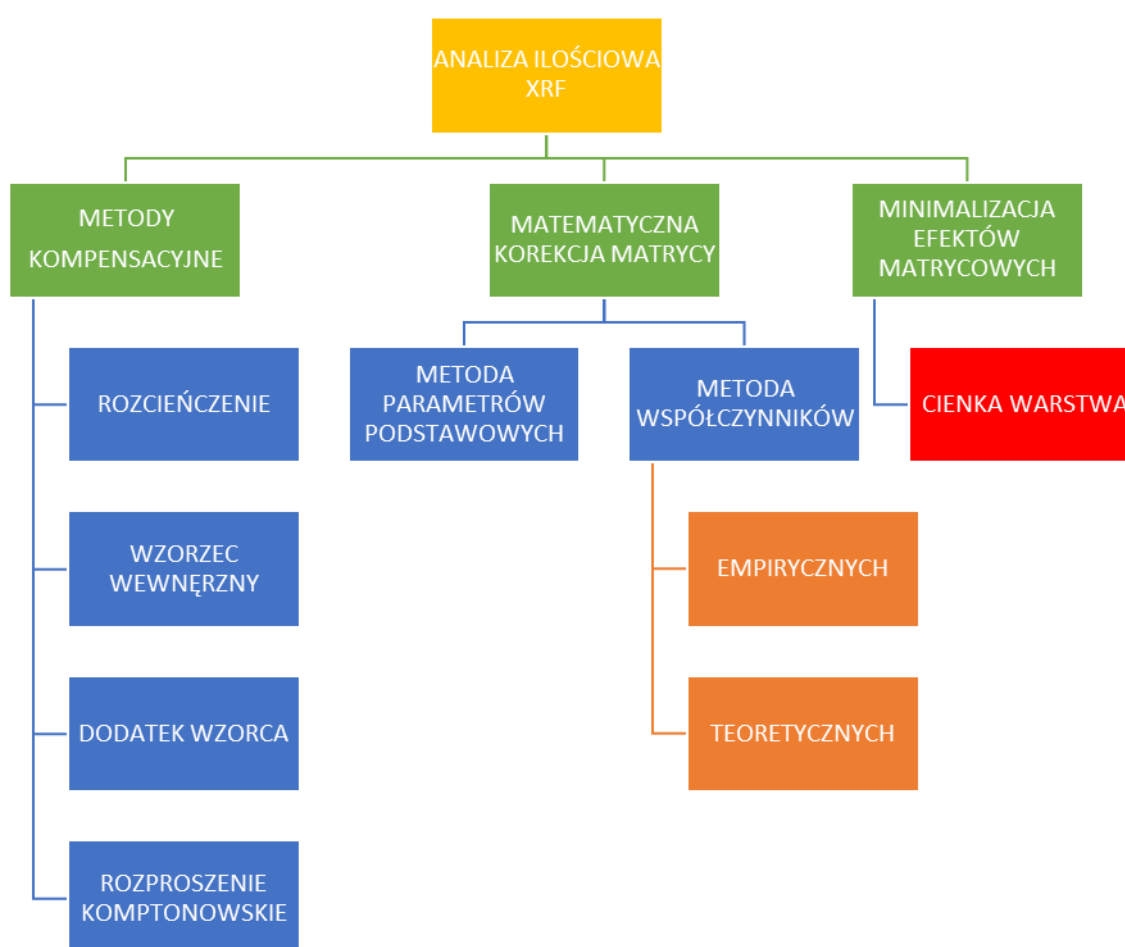 ANALIZA ILOŚCIOWA
XRF
METODY
KOMPENSACYJNE
MATEMATYCZNA
KOREKCJA MATRYCY
MINIMALIZACJA
EFEKTÓW
MATRYCOWYCH
ROZCIEŃCZENIE
METODA
PARAMETRÓW
PODSTAWOWYCH
METODA
WSPÓŁCZYNNIKÓW
CIENKA WARSTWA
WZORZEC
WEWNĘRZNY
EMPIRYCZNYCH
DODATEK WZORCA
TEORETYCZNYCH
ROZPROSZENIE
KOMPTONOWSKIE